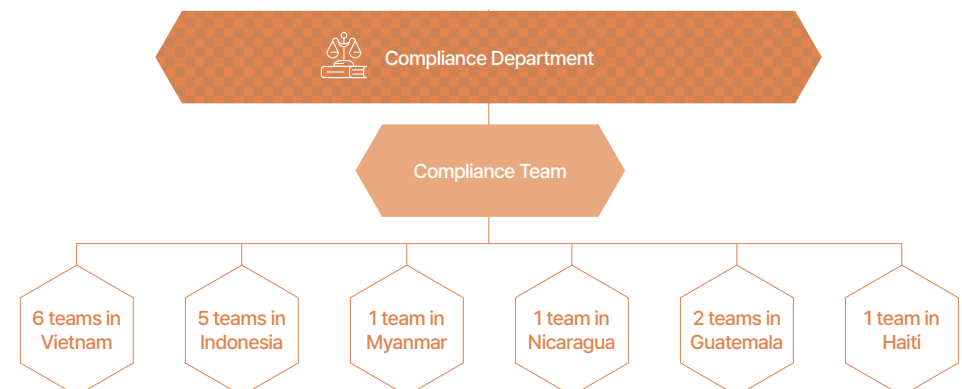 Compliance Department
Compliance Team
6 teams in
Vietnam
5 teams in
Indonesia
1 team in
Myanmar
1 team in
Nicaragua
2 teams in
Guatemala
1 team in
Haiti